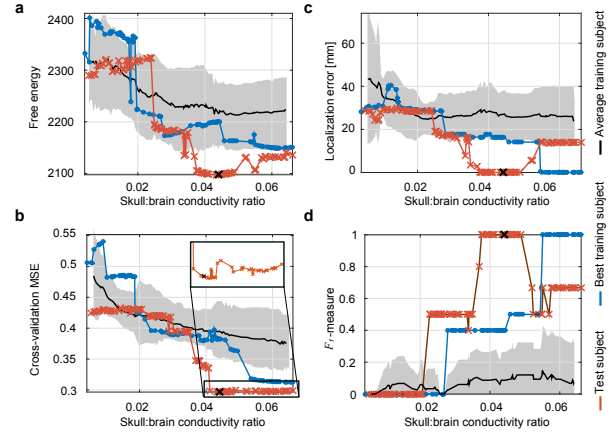 a
Free energy
2400
2300
2200
2100
0.02
0.04
0.06
Skull:brain conductivity ratio
c
Localization error [mm]
60
40
20
0
0.02
0.04
0.06
Skull:brain conductivity ratio
b
Cross-validation MSE
0.55
0.5
0.45
0.4
0.35
0.3
0.02
0.04
0.06
Skull:brain conductivity ratio
d
F1-measure
1
0.8
0.6
0.4
0.2
0
0.02
0.04
0.06
Skull:brain conductivity ratio
Average training subject
Best training subject
Test subject